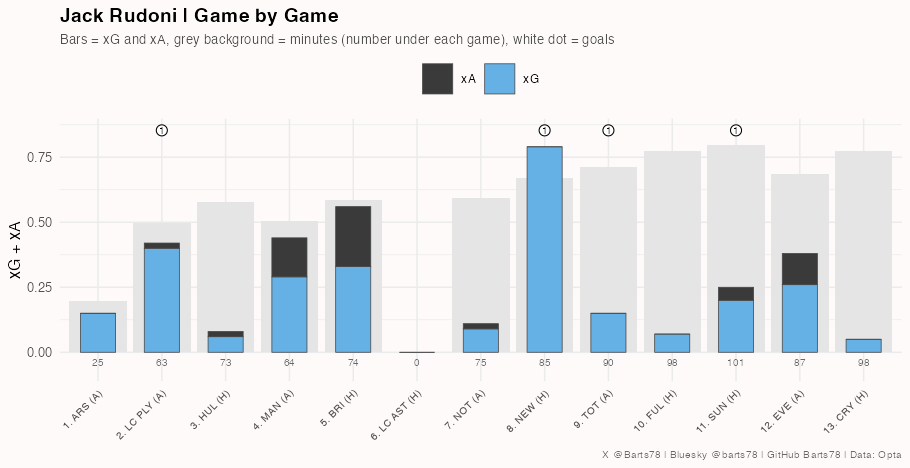 Jack Rudoni | Game by Game
Bars = xG and xA, grey background = minutes (number under each game), white dot = goals
xA xG
1 1 1 1
xG + xA
0.75
0.50
0.25
0.00
25 63 73 64 74 0 75 85 90 98 101 87 98
1. ARS (A)
2. LC PLY (A)
3. HUL (H)
4. MAN (A)
5. BRI (H)
6. LC AST (H)
7. NOT (A)
8. NEW (H)
9. TOT (A)
10. FUL (H)
11. SUN (H)
12. EVE (A)
13. CRY (H)
X @Barts78 | Bluesky @barts78 | GitHub Barts78 | Data: Opta